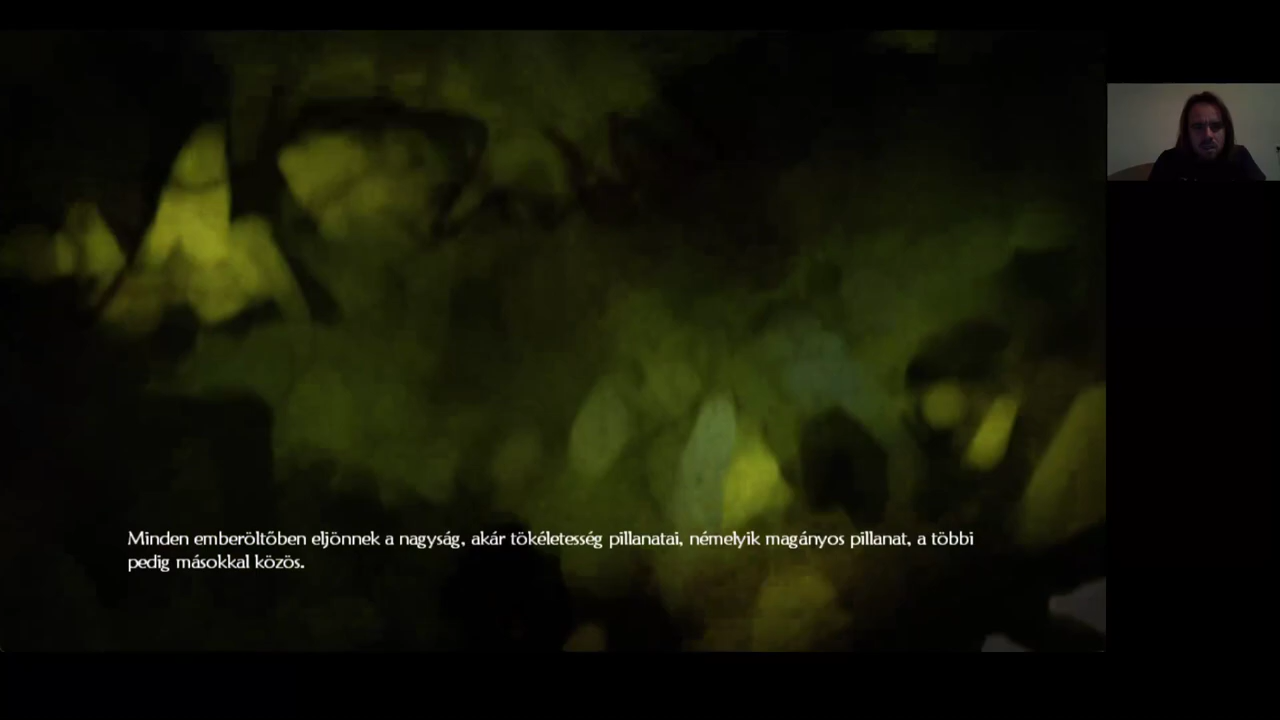 Minden emberöltőben eljönnek a nagyság, akár tökéletesség pillanatai, némelyik magányos pillanat, a többi
pedig másokkal közös.